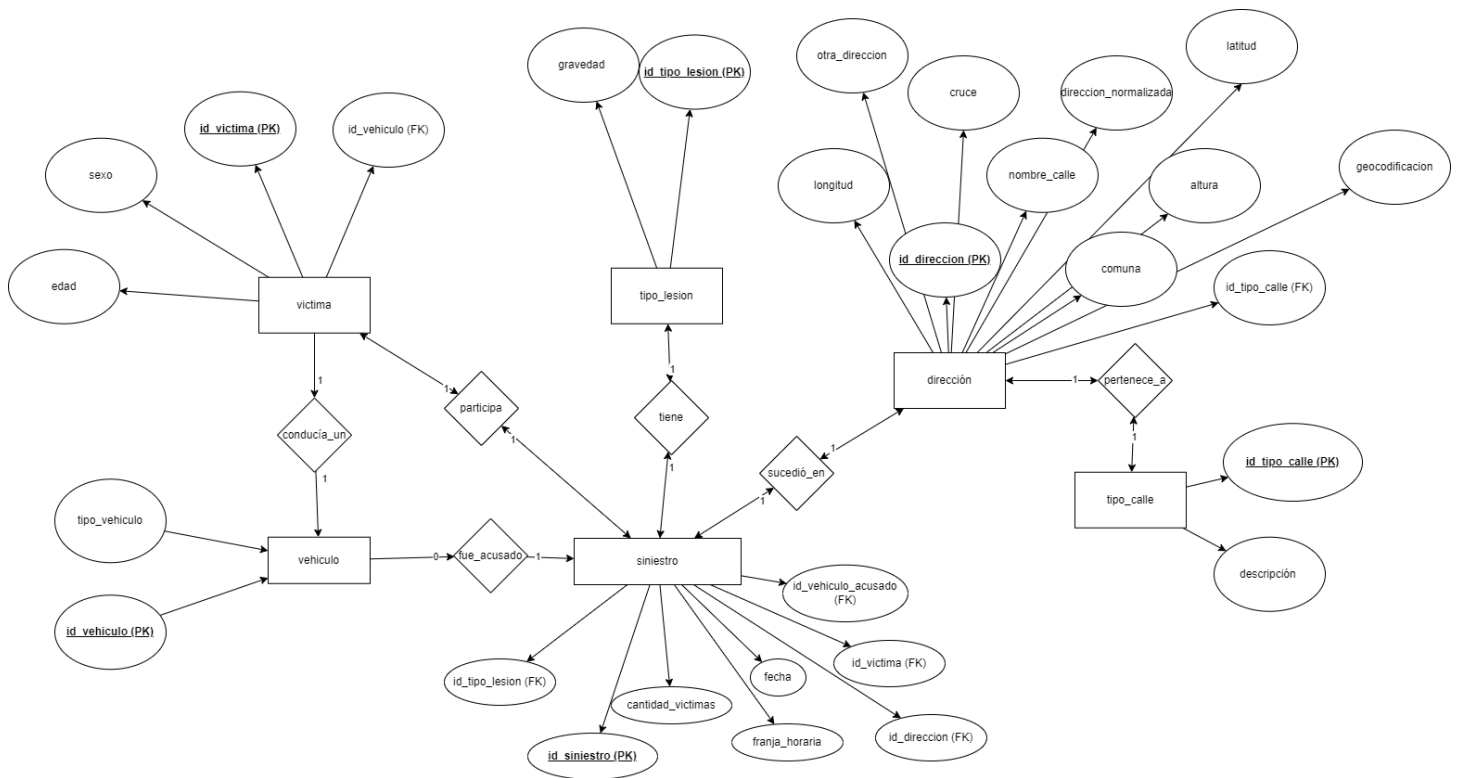 latitud
otra_direccion
gravedad
id_tipo_lesion (PK)
cruce
direccion_normalizada
id_victima (PK)
id_vehiculo (FK)
sexo
longitud
nombre_calle
altura
geocodificacion
id_direccion (PK)
comuna
edad
victima
tipo_lesion
id_tipo_calle (FK)
dirección
1
1
1
1
participa
1
pertenece_a
tiene
conducía_un
1
1
1
1
sucedió_en
id_tipo_calle (PK)
1
1
tipo_calle
tipo_vehiculo
vehiculo
0
fue_acusado
1
siniestro
descripción
id_vehiculo_acusado
(FK)
id_vehiculo (PK)
id_victima (FK)
id_tipo_lesion (FK)
fecha
cantidad_victimas
id_siniestro (PK)
franja_horaria
id_direccion (FK)